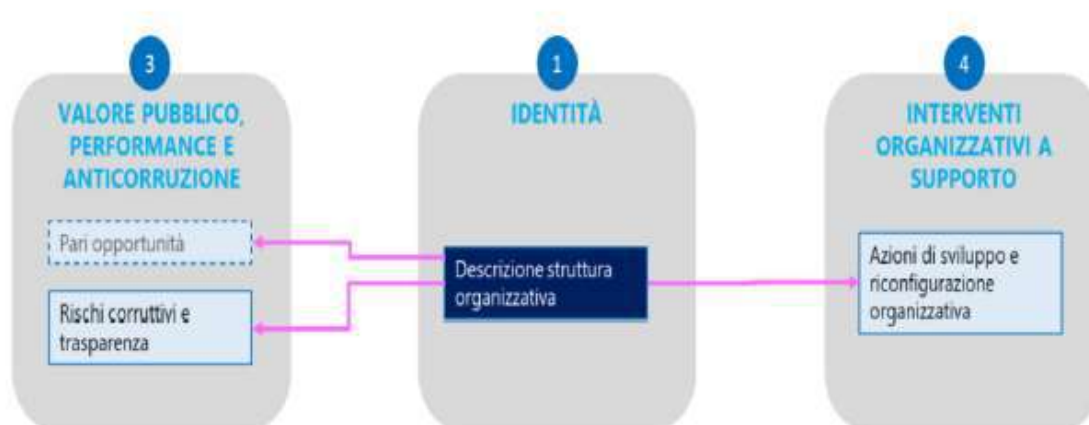 3
VALORE PUBBLICO,
PERFORMANCE E
ANTICORRUZIONE
Pari opportunità
Rischi corruttivi e
trasparenza
1
IDENTITÀ
Descrizione struttura
organizzativa
4
INTERVENTI
ORGANIZZATIVI A
SUPPORTO
Azioni di sviluppo e
riconfigurazione
organizzativa